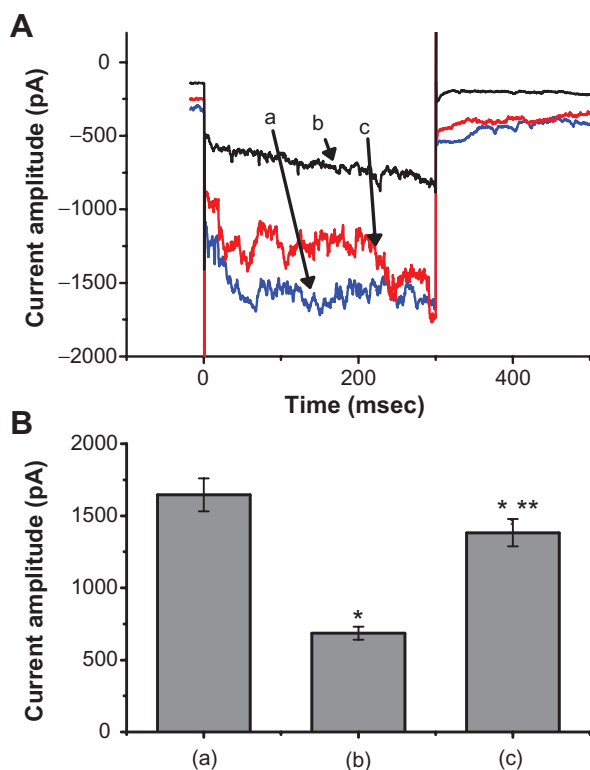 A
0
−500
−1000
−1500
−2000
Current amplitude (pA)
a
b
c
0
200
400
Time (msec)
B
2000
1500
1000
500
0
Current amplitude (pA)
*
* **
(a)
(b)
(c)